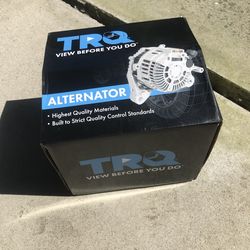 TRQ
VIEW BEFORE YOU DO
ALTERNATOR
• Highest Quality Materials
• Built to Strict Quality Control Standards
TRQ
VIEW BEFORE YOU DO